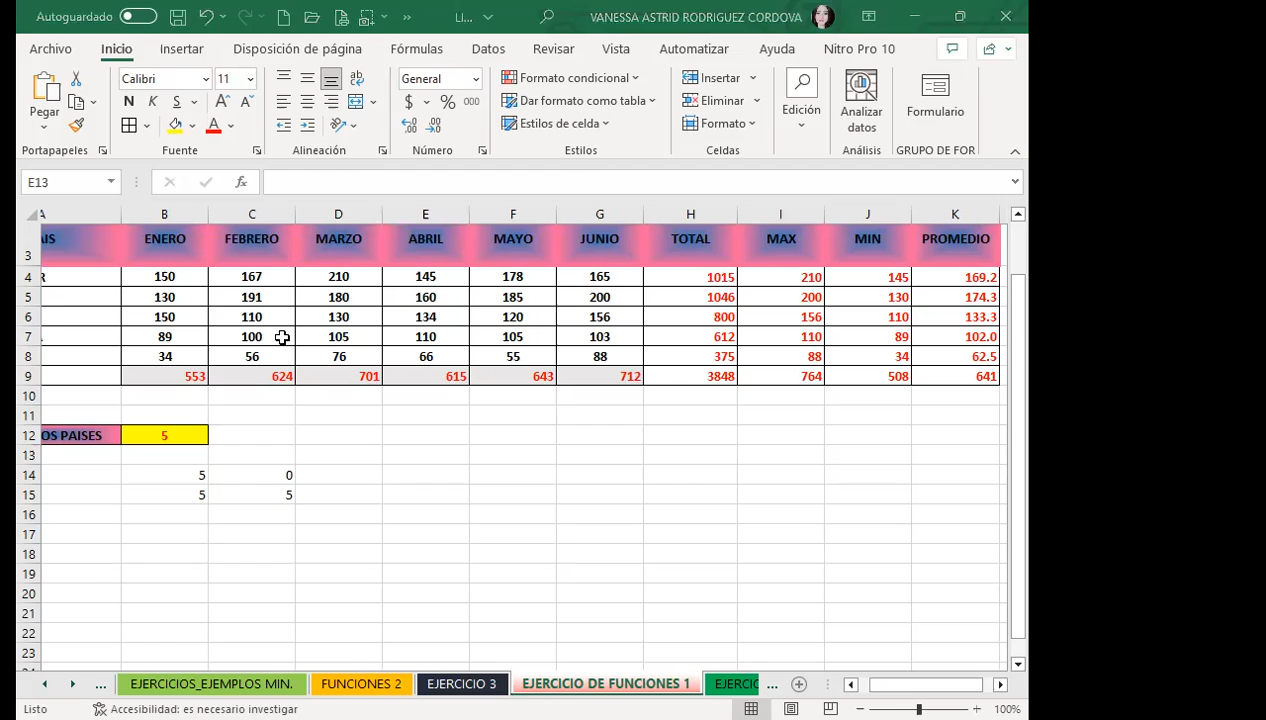 Autoguardado LI... VANESSA ASTRID RODRIGUEZ CORDOVA
Archivo Inicio Insertar Disposición de página Fórmulas Datos Revisar Vista Automatizar Ayuda Nitro Pro 10
Pegar Calibri 11 General Formato condicional Insertar Edición Analizar datos Formulario
N K S A A ab $ % 000 Dar formato como tabla Eliminar
A Estilos de celda Formato
Portapapeles Fuente Alineación Número Estilos Celdas Análisis GRUPO DE FOR
E13 fx
A B C D E F G H I J K
3 AIS ENERO FEBRERO MARZO ABRIL MAYO JUNIO TOTAL MAX MIN PROMEDIO
4 R 150 167 210 145 178 165 1015 210 145 169.2
5 130 191 180 160 185 200 1046 200 130 174.3
6 150 110 130 134 120 156 800 156 110 133.3
7 89 100 105 110 105 103 612 110 89 102.0
8 34 56 76 66 55 88 375 88 34 62.5
9 553 624 701 615 643 712 3848 764 508 641
10
11
12 OS PAISES 5
13
14 5 0
15 5 5
16
17
18
19
20
21
22
23
... EJERCICIOS_EJEMPLOS MIN. FUNCIONES 2 EJERCICIO 3 EJERCICIO DE FUNCIONES 1 EJERCIC ...
Listo Accesibilidad: es necesario investigar 100%